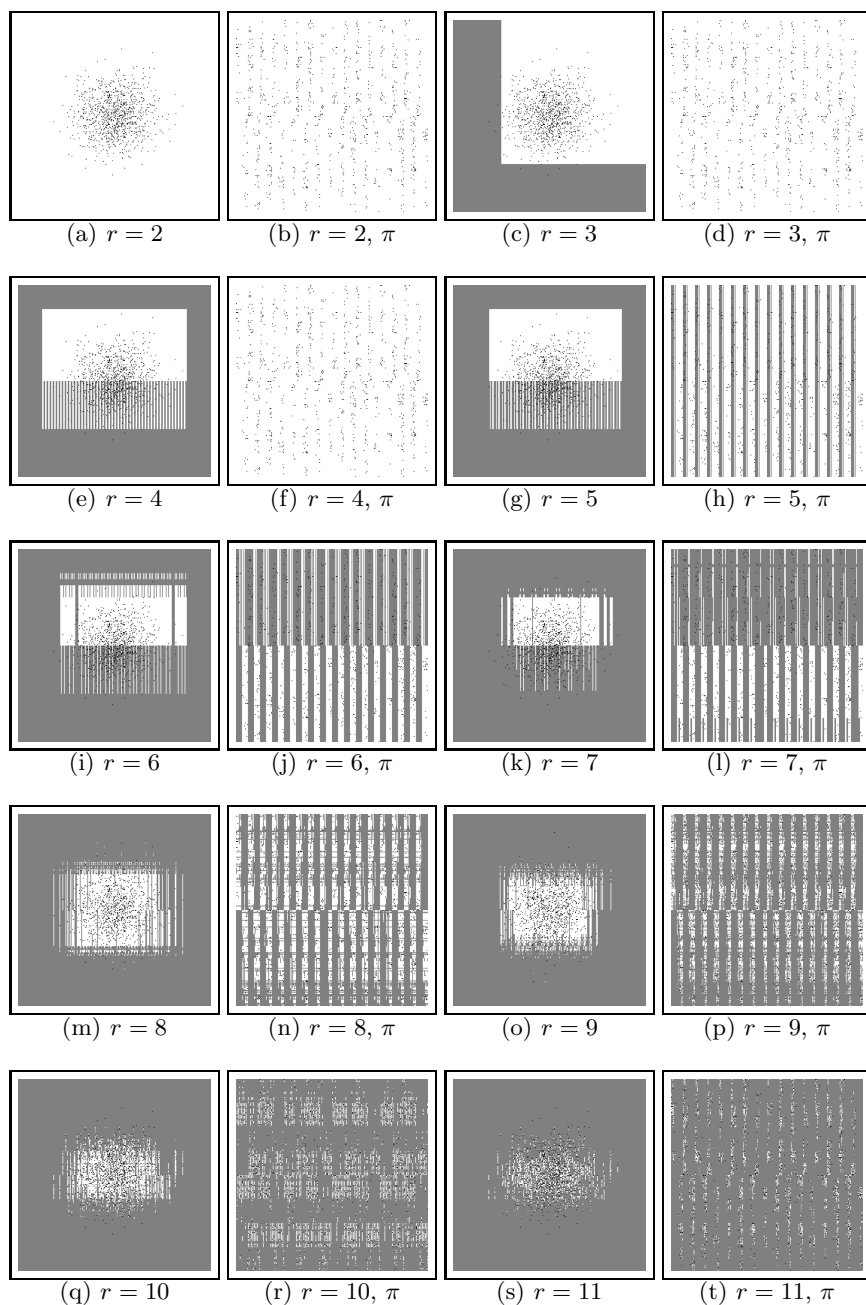 (a) r = 2 (b) r = 2, π (c) r = 3 (d) r = 3, π
(e) r = 4 (f) r = 4, π (g) r = 5 (h) r = 5, π
(i) r = 6 (j) r = 6, π (k) r = 7 (l) r = 7, π
(m) r = 8 (n) r = 8, π (o) r = 9 (p) r = 9, π
(q) r = 10 (r) r = 10, π (s) r = 11 (t) r = 11, π